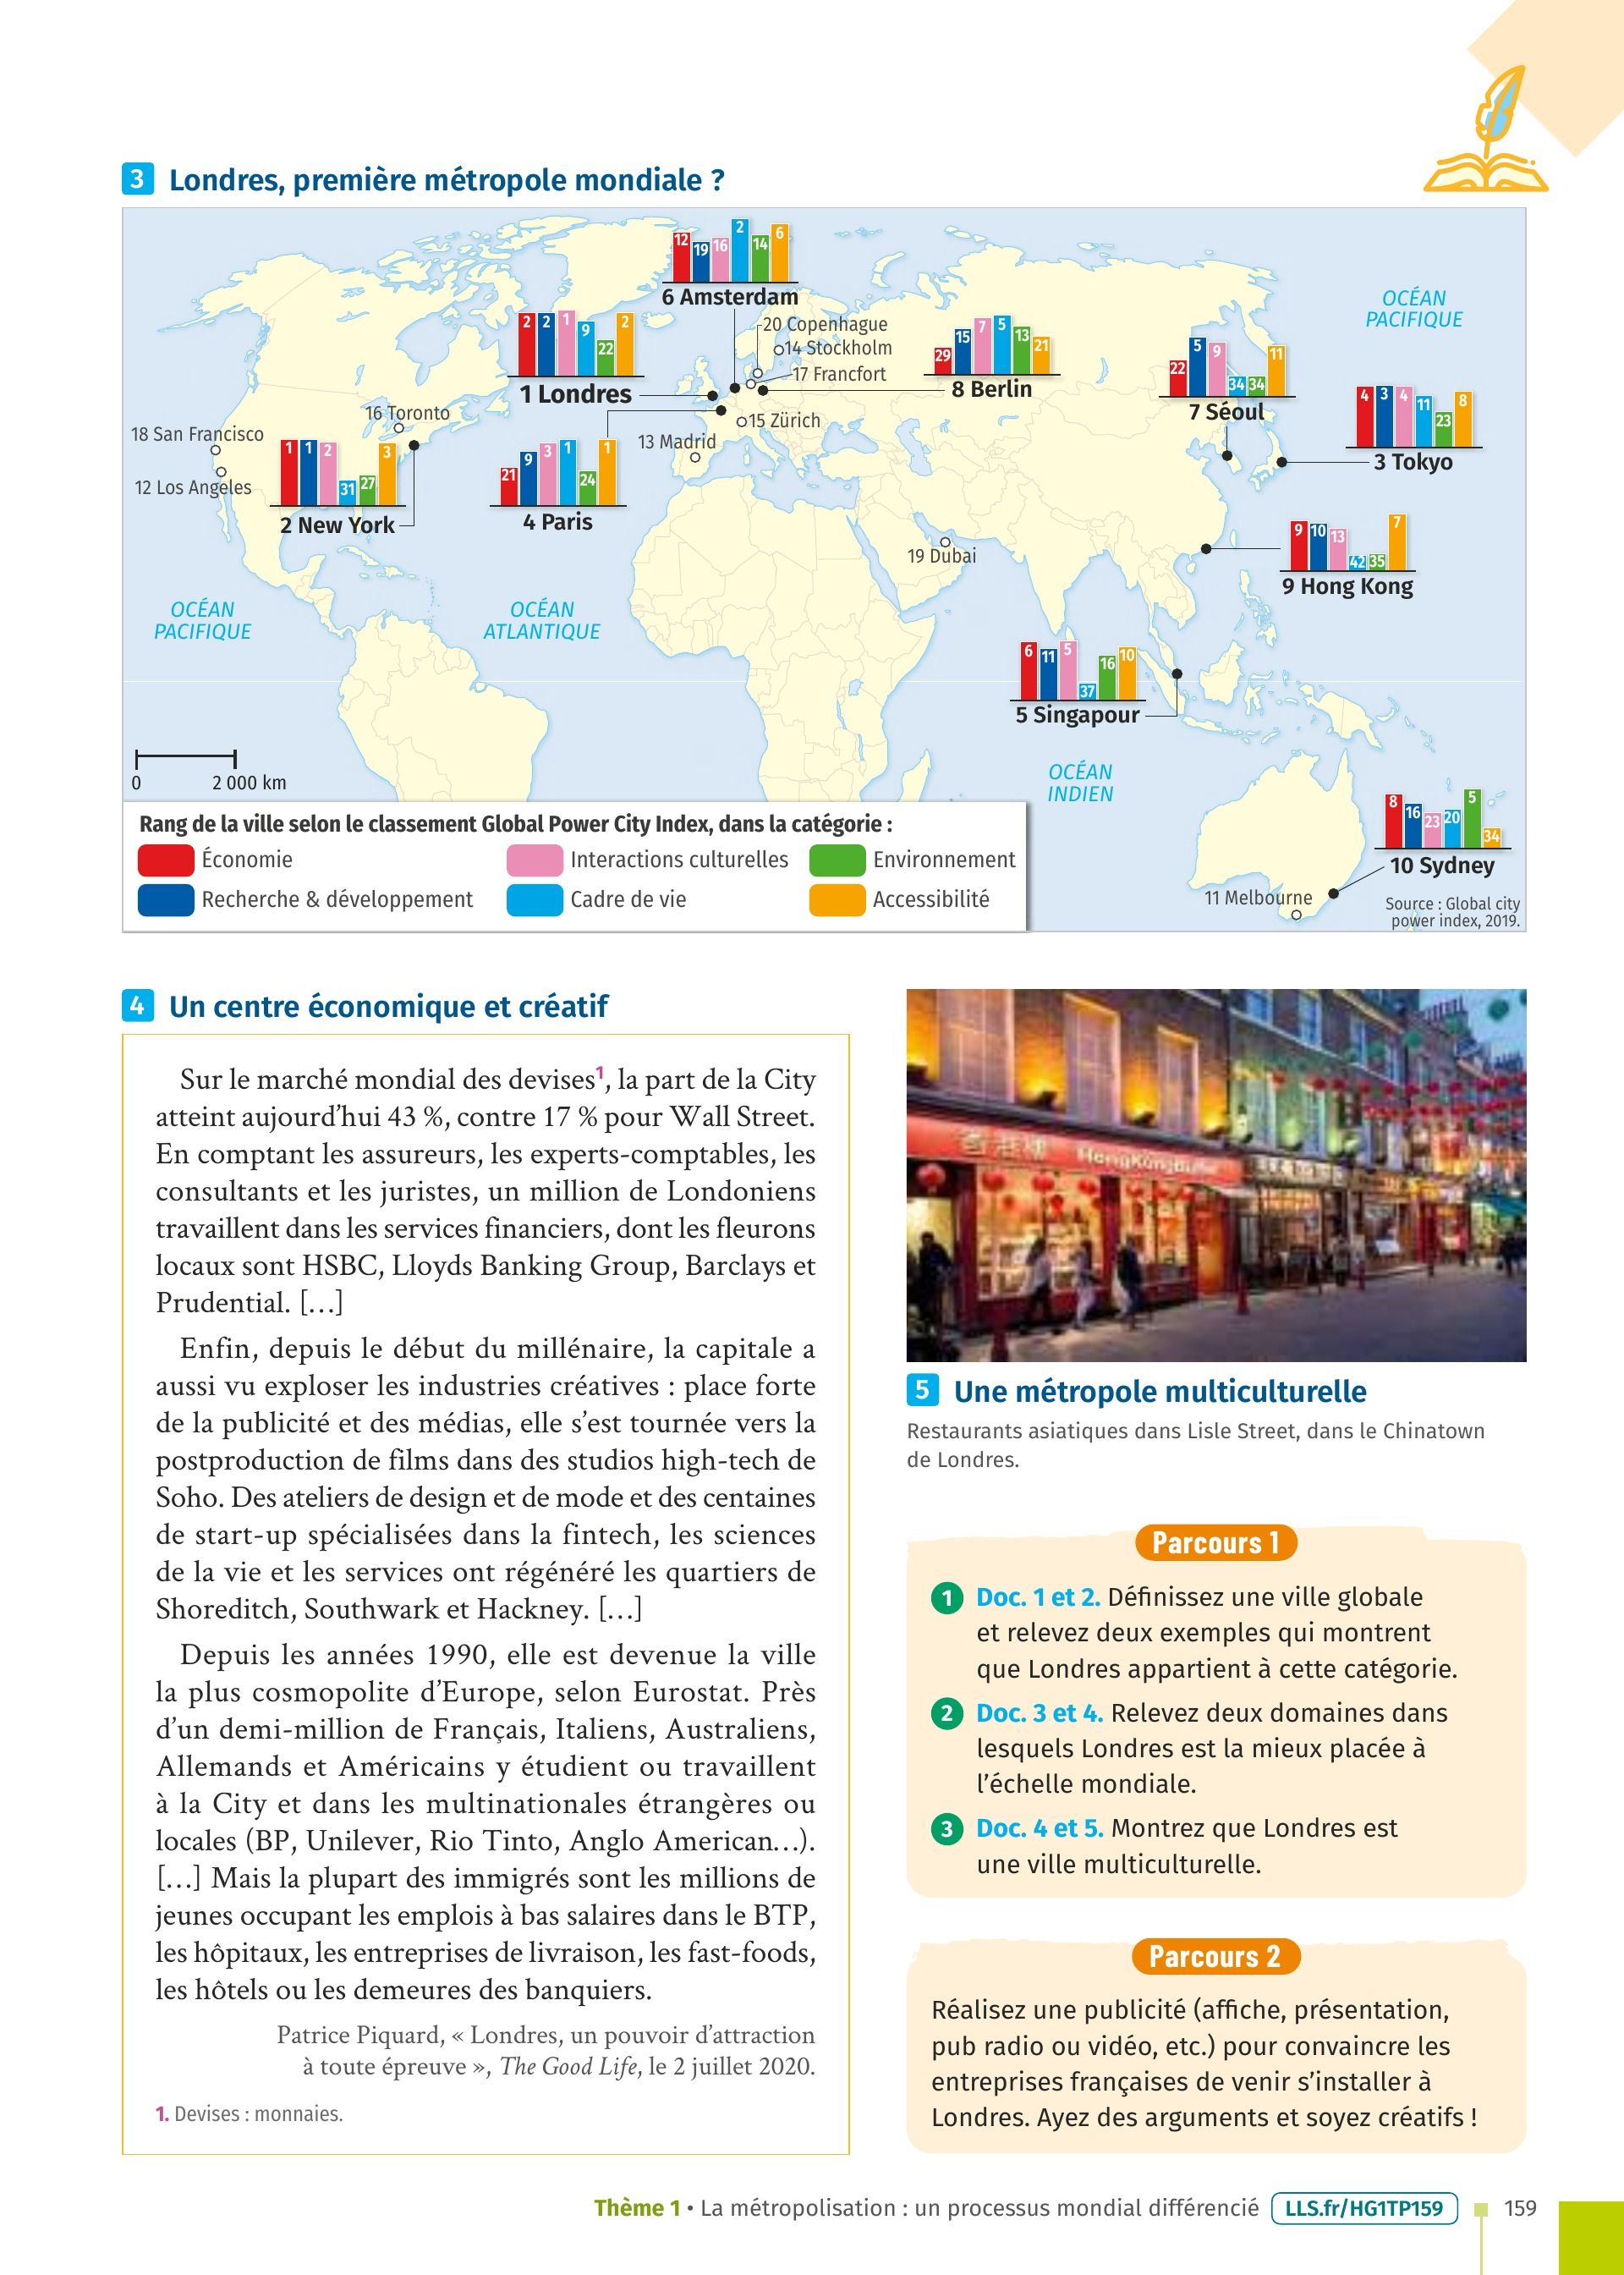 3 Londres, première métropole mondiale ?
12 19 16 2 14 6
6 Amsterdam
OCÉAN
PACIFIQUE
2 2 1 9 22 2
1 Londres
20 Copenhague
14 Stockholm
17 Francfort
29 15 7 5 13 21
8 Berlin
22 5 9 34 34 11
7 Séoul
4 3 4 11 23 8
3 Tokyo
16 Toronto
18 San Francisco
12 Los Angeles
1 1 2 31 27 3
2 New York
21 9 3 1 24 1
4 Paris
13 Madrid
15 Zürich
19 Dubai
9 10 13 42 35 7
9 Hong Kong
OCÉAN
PACIFIQUE
OCÉAN
ATLANTIQUE
6 11 5 37 16 10
5 Singapour
OCÉAN
INDIEN
0 2 000 km
8 16 23 20 5 34
10 Sydney
11 Melbourne
Source : Global city
power index, 2019.
Rang de la ville selon le classement Global Power City Index, dans la catégorie :
Économie
Interactions culturelles
Environnement
Recherche & développement
Cadre de vie
Accessibilité
4 Un centre économique et créatif
Sur le marché mondial des devises1, la part de la City
atteint aujourd’hui 43 %, contre 17 % pour Wall Street.
En comptant les assureurs, les experts-comptables, les
consultants et les juristes, un million de Londoniens
travaillent dans les services financiers, dont les fleurons
locaux sont HSBC, Lloyds Banking Group, Barclays et
Prudential. […]
Enfin, depuis le début du millénaire, la capitale a
aussi vu exploser les industries créatives : place forte
de la publicité et des médias, elle s’est tournée vers la
postproduction de films dans des studios high-tech de
Soho. Des ateliers de design et de mode et des centaines
de start-up spécialisées dans la fintech, les sciences
de la vie et les services ont régénéré les quartiers de
Shoreditch, Southwark et Hackney. […]
Depuis les années 1990, elle est devenue la ville
la plus cosmopolite d’Europe, selon Eurostat. Près
d’un demi-million de Français, Italiens, Australiens,
Allemands et Américains y étudient ou travaillent
à la City et dans les multinationales étrangères ou
locales (BP, Unilever, Rio Tinto, Anglo American…).
[…] Mais la plupart des immigrés sont les millions de
jeunes occupant les emplois à bas salaires dans le BTP,
les hôpitaux, les entreprises de livraison, les fast-foods,
les hôtels ou les demeures des banquiers.
Patrice Piquard, « Londres, un pouvoir d’attraction
à toute épreuve », The Good Life, le 2 juillet 2020.
1. Devises : monnaies.
5 Une métropole multiculturelle
Restaurants asiatiques dans Lisle Street, dans le Chinatown
de Londres.
Parcours 1
1 Doc. 1 et 2. Définissez une ville globale
et relevez deux exemples qui montrent
que Londres appartient à cette catégorie.
2 Doc. 3 et 4. Relevez deux domaines dans
lesquels Londres est la mieux placée à
l’échelle mondiale.
3 Doc. 4 et 5. Montrez que Londres est
une ville multiculturelle.
Parcours 2
Réalisez une publicité (affiche, présentation,
pub radio ou vidéo, etc.) pour convaincre les
entreprises françaises de venir s’installer à
Londres. Ayez des arguments et soyez créatifs !
Thème 1 • La métropolisation : un processus mondial différencié LLS.fr/HG1TP159 159